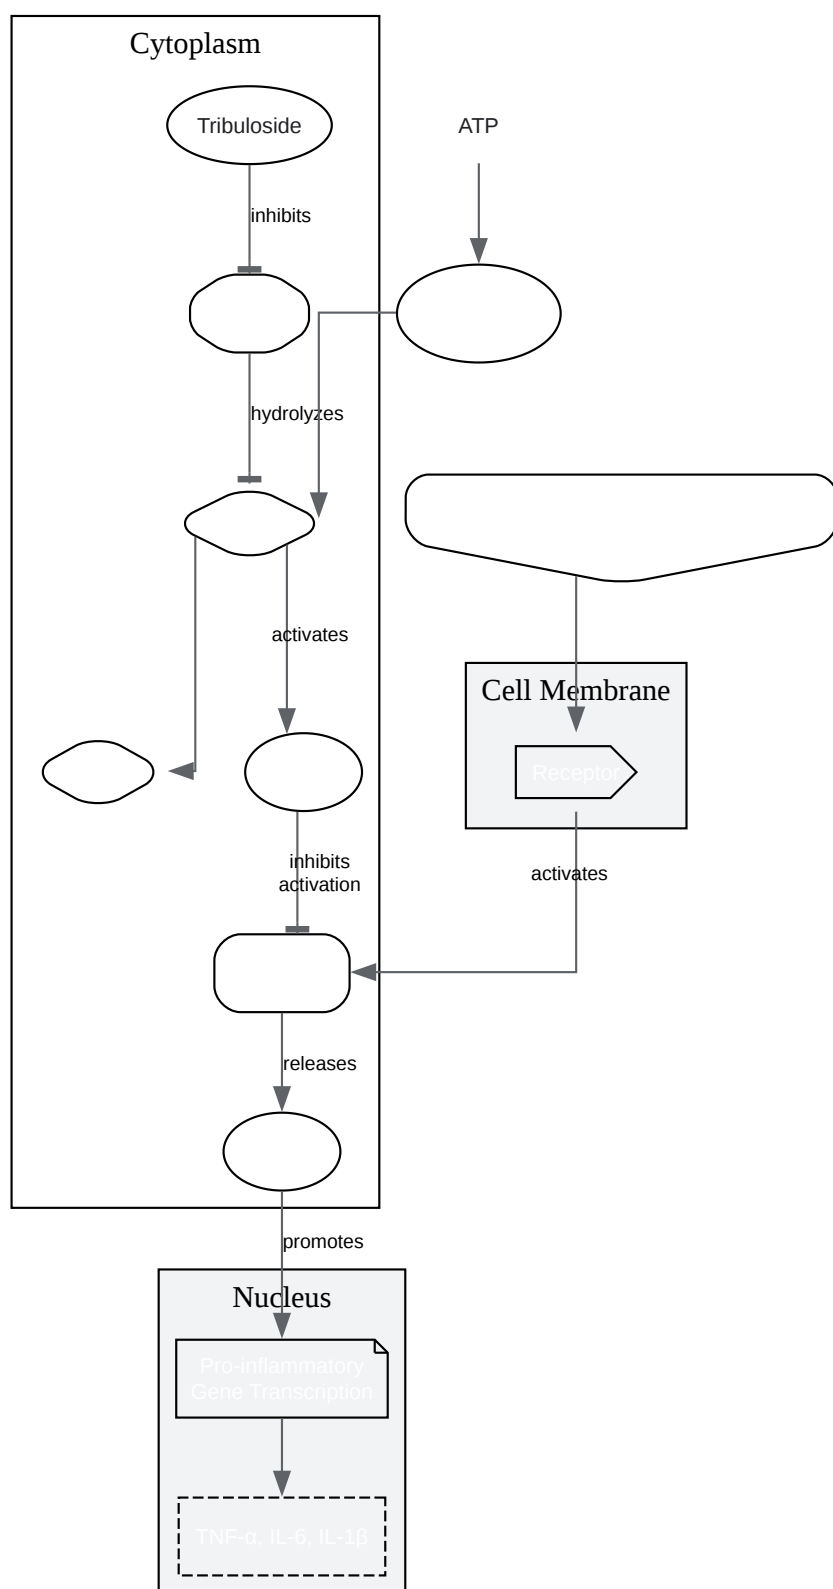 Cytoplasm
Tribuloside
ATP
inhibits
hydrolyzes
activates
Cell Membrane
Receptor
inhibits
activation
activates
releases
promotes
Nucleus
Pro-inflammatory
Gene Transcription
TNF-α, IL-6, IL-1β